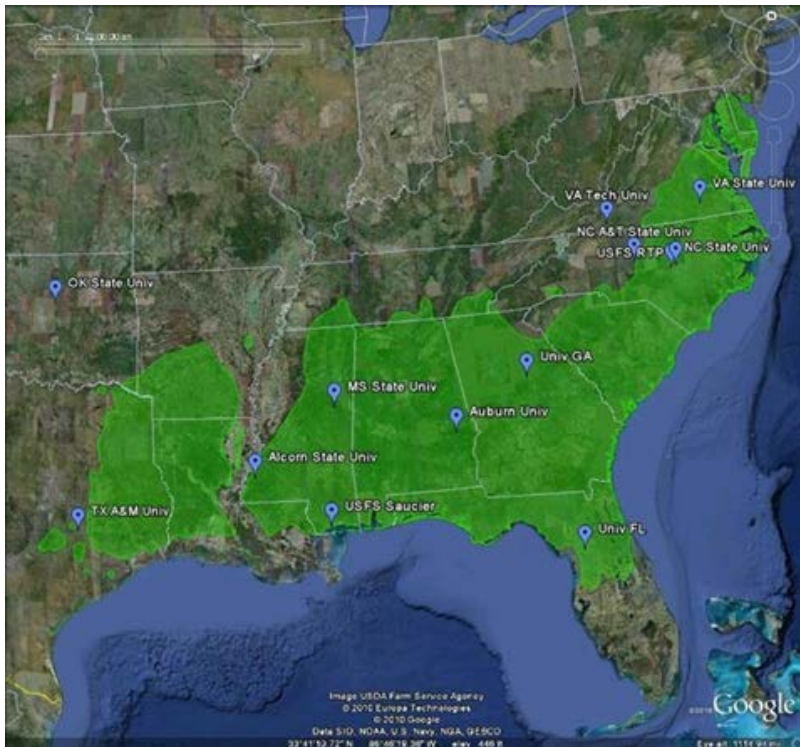 VA Tech Univ
VA State Univ
NC A&T State Univ
USFS RTP
NC State Univ
OK State Univ
Univ GA
MS State Univ
Auburn Univ
Alcorn State Univ
TX A&M Univ
USFS Saucier
Univ FL
Image USDA Farm Service Agency
© 2010 Europa Technologies
© 2010 Google
Data SIO, NOAA, U.S. Navy, NGA, GEBCO
©2010 Google